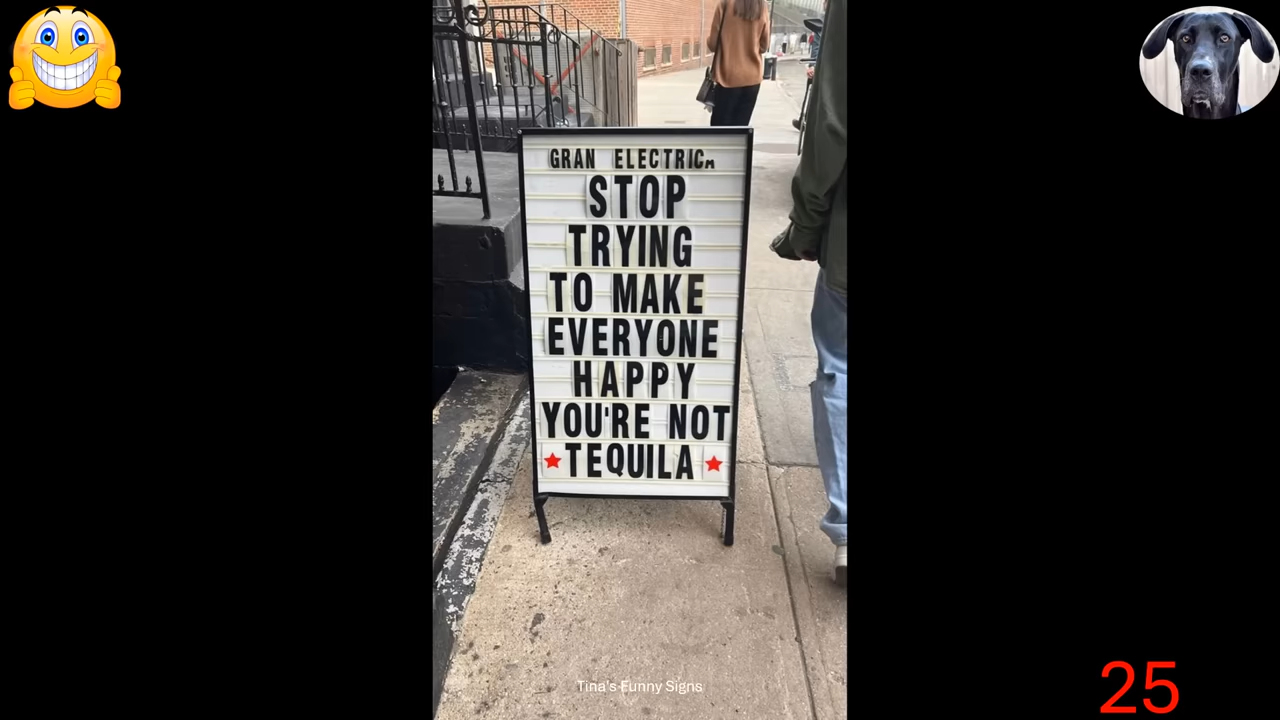 GRAN ELECTRICA
STOP
TRYING
TO MAKE
EVERYONE
HAPPY
YOU'RE NOT
TEQUILA
Tina's Funny Signs
25